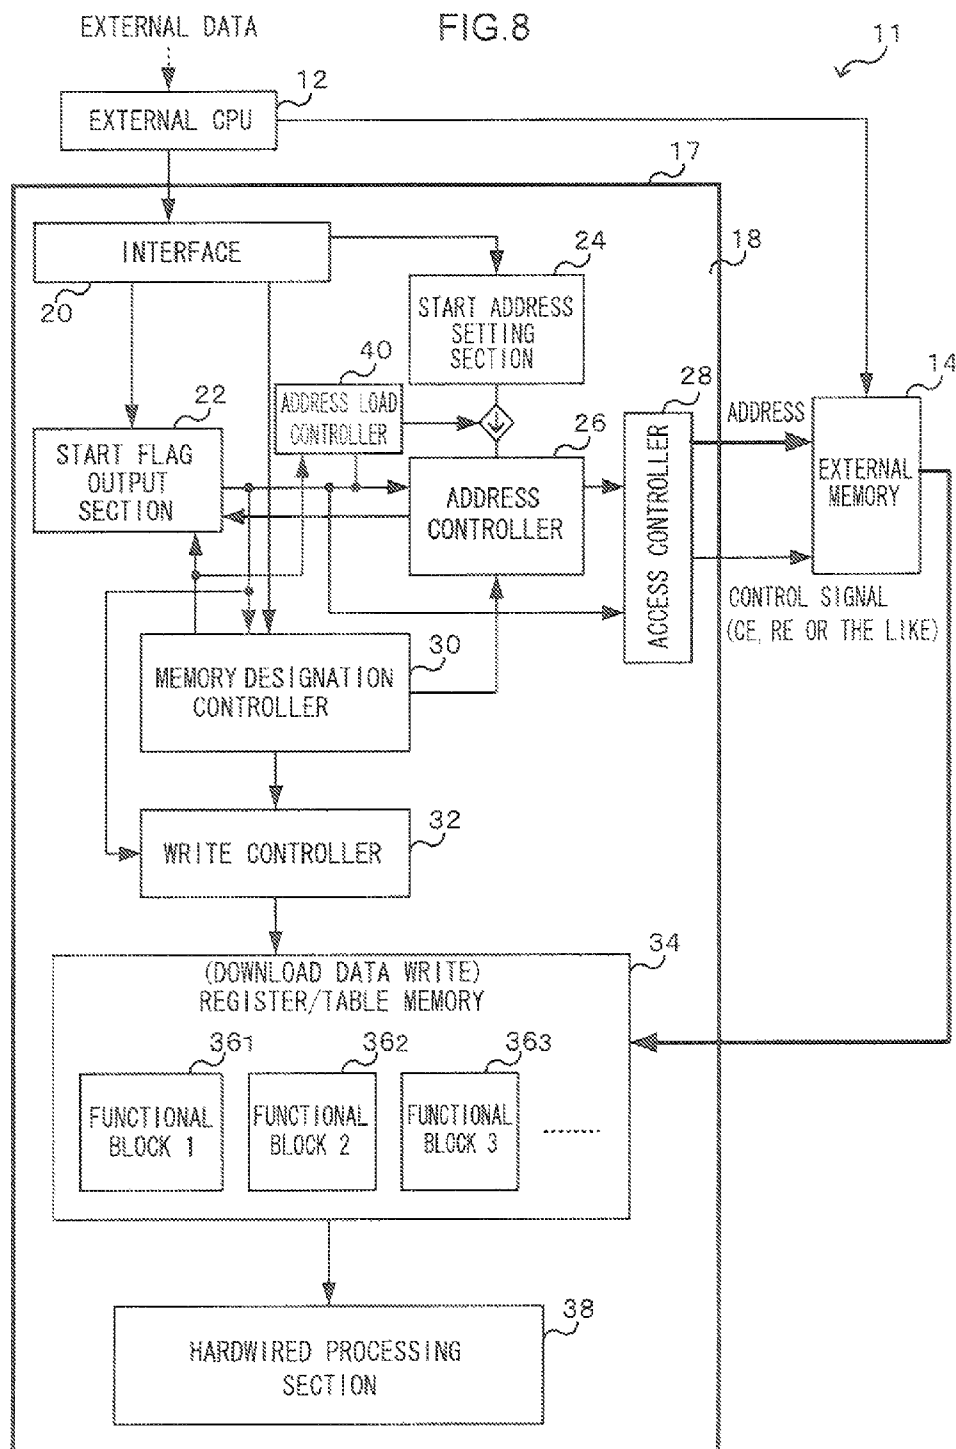 FIG.8
EXTERNAL DATA
11
12
EXTERNAL CPU
17
INTERFACE
20
24
18
START ADDRESS
SETTING
SECTION
40
ADDRESS LOAD
CONTROLLER
22
START FLAG
OUTPUT
SECTION
26
ADDRESS
CONTROLLER
28
ACCESS CONTROLLER
ADDRESS
14
EXTERNAL
MEMORY
CONTROL SIGNAL
(CE, RE OR THE LIKE)
30
MEMORY DESIGNATION
CONTROLLER
32
WRITE CONTROLLER
34
(DOWNLOAD DATA WRITE)
REGISTER/TABLE MEMORY
361
362
363
FUNCTIONAL
BLOCK 1
FUNCTIONAL
BLOCK 2
FUNCTIONAL
BLOCK 3
........
38
HARDWIRED PROCESSING
SECTION